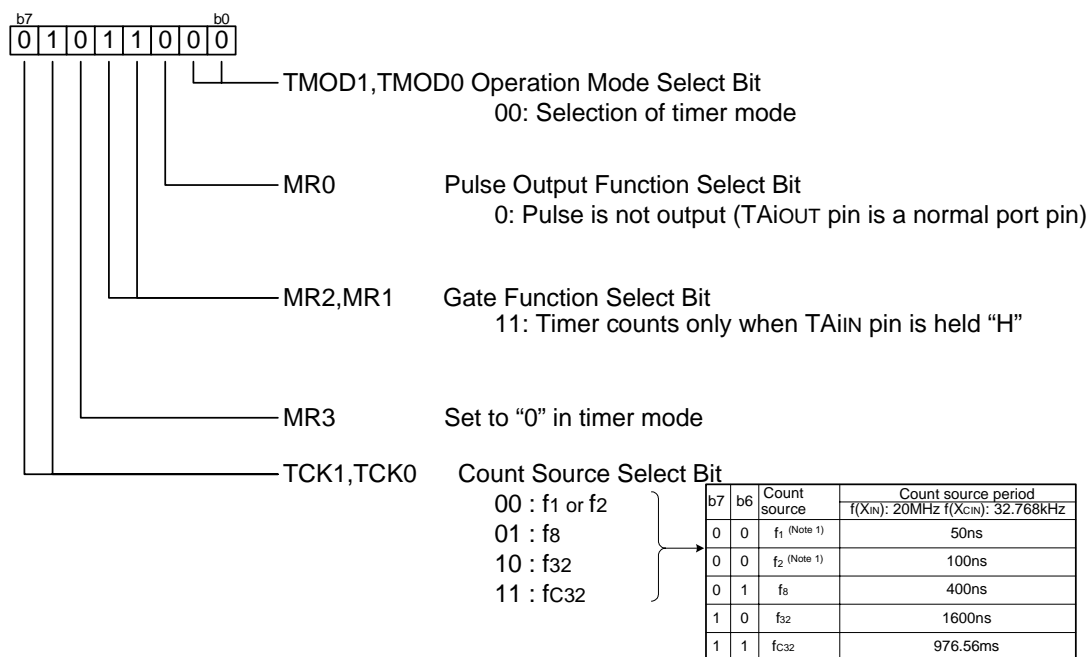 b7 b0
0 1 0 1 1 0 0 0
TMOD1,TMOD0 Operation Mode Select Bit
00: Selection of timer mode
MR0 Pulse Output Function Select Bit
0: Pulse is not output (TAiOUT pin is a normal port pin)
MR2,MR1 Gate Function Select Bit
11: Timer counts only when TAiIN pin is held “H”
MR3 Set to “0” in timer mode
TCK1,TCK0 Count Source Select Bit
00 : f1 or f2
01 : f8
10 : f32
11 : fC32
b7 b6 Count source Count source period
f(XIN): 20MHz f(XCIN): 32.768kHz
0 0 f1 (Note 1) 50ns
0 0 f2 (Note 1) 100ns
0 1 f8 400ns
1 0 f32 1600ns
1 1 fC32 976.56ms